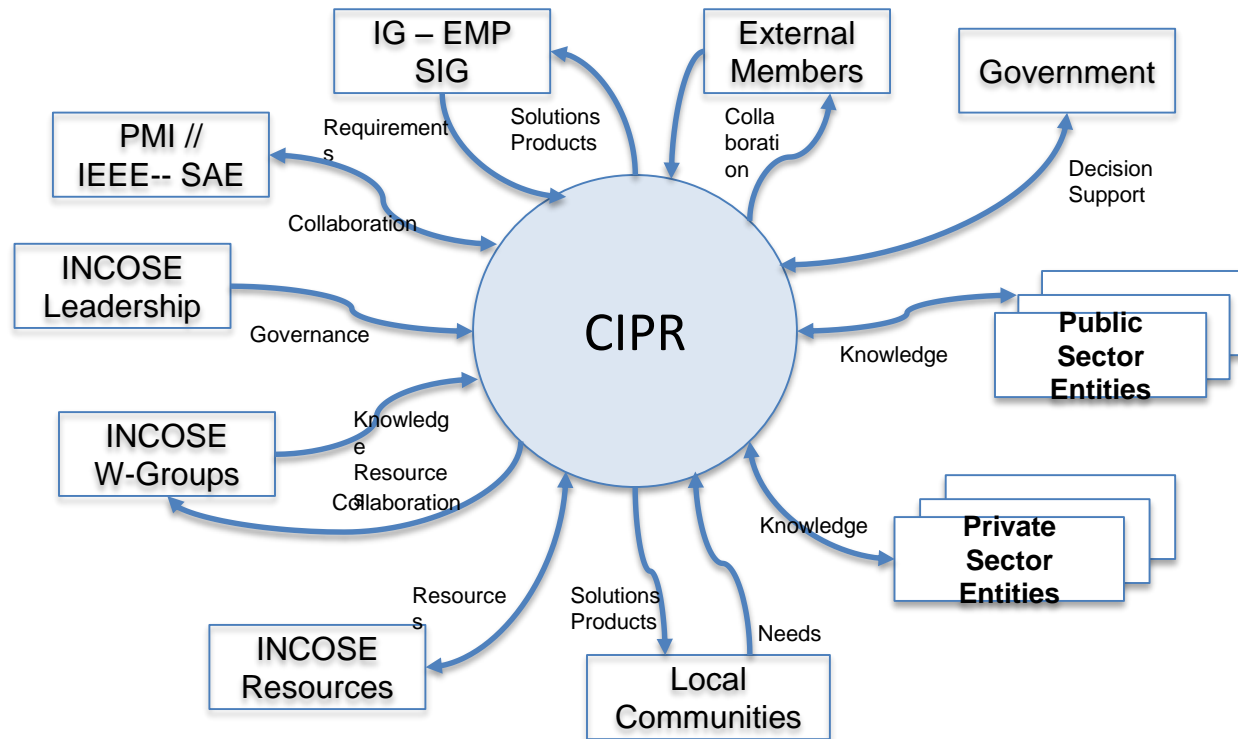 IG – EMP
SIG
External
Members
Government
PMI //
IEEE-- SAE
Requirement
s
Solutions
Products
Colla
borati
on
Decision
Support
Collaboration
INCOSE
Leadership
Governance
CIPR
Knowledge
Public
Sector
Entities
INCOSE
W-Groups
Knowledg
e
Resource
s
Collaboration
Knowledge
Private
Sector
Entities
Resource
s
INCOSE
Resources
Solutions
Products
Needs
Local
Communities